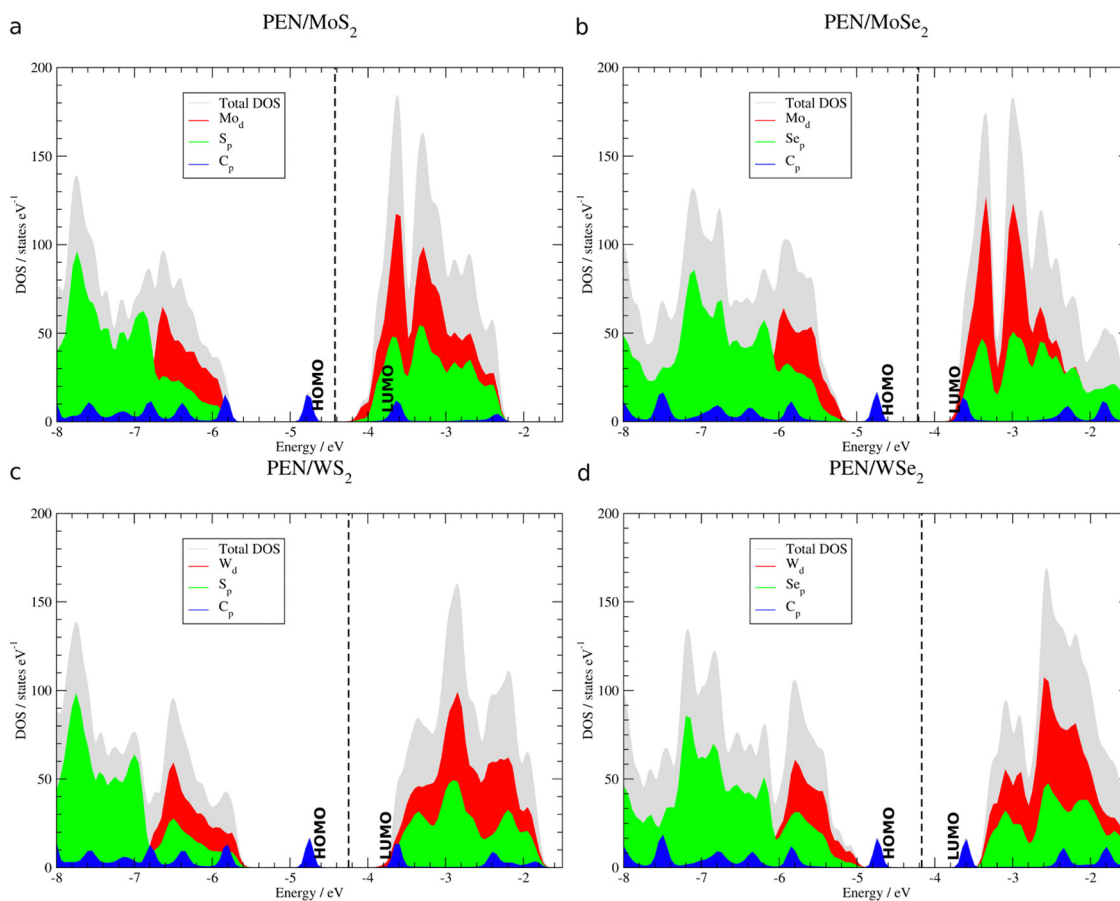 a
PEN/MoS2
b
PEN/MoSe2
DOS / states eV-1
200
150
100
50
0
Total DOS
Mod
Sp
Cp
HOMO
LUMO
-8
-7
-6
-5
-4
-3
-2
Energy / eV
DOS / states eV-1
200
150
100
50
0
Total DOS
Mod
Sep
Cp
HOMO
LUMO
-8
-7
-6
-5
-4
-3
-2
Energy / eV
c
PEN/WS2
d
PEN/WSe2
DOS / states eV-1
200
150
100
50
0
Total DOS
Wd
Sp
Cp
HOMO
LUMO
-8
-7
-6
-5
-4
-3
-2
Energy / eV
DOS / states eV-1
200
150
100
50
0
Total DOS
Wd
Sep
Cp
HOMO
LUMO
-8
-7
-6
-5
-4
-3
-2
Energy / eV